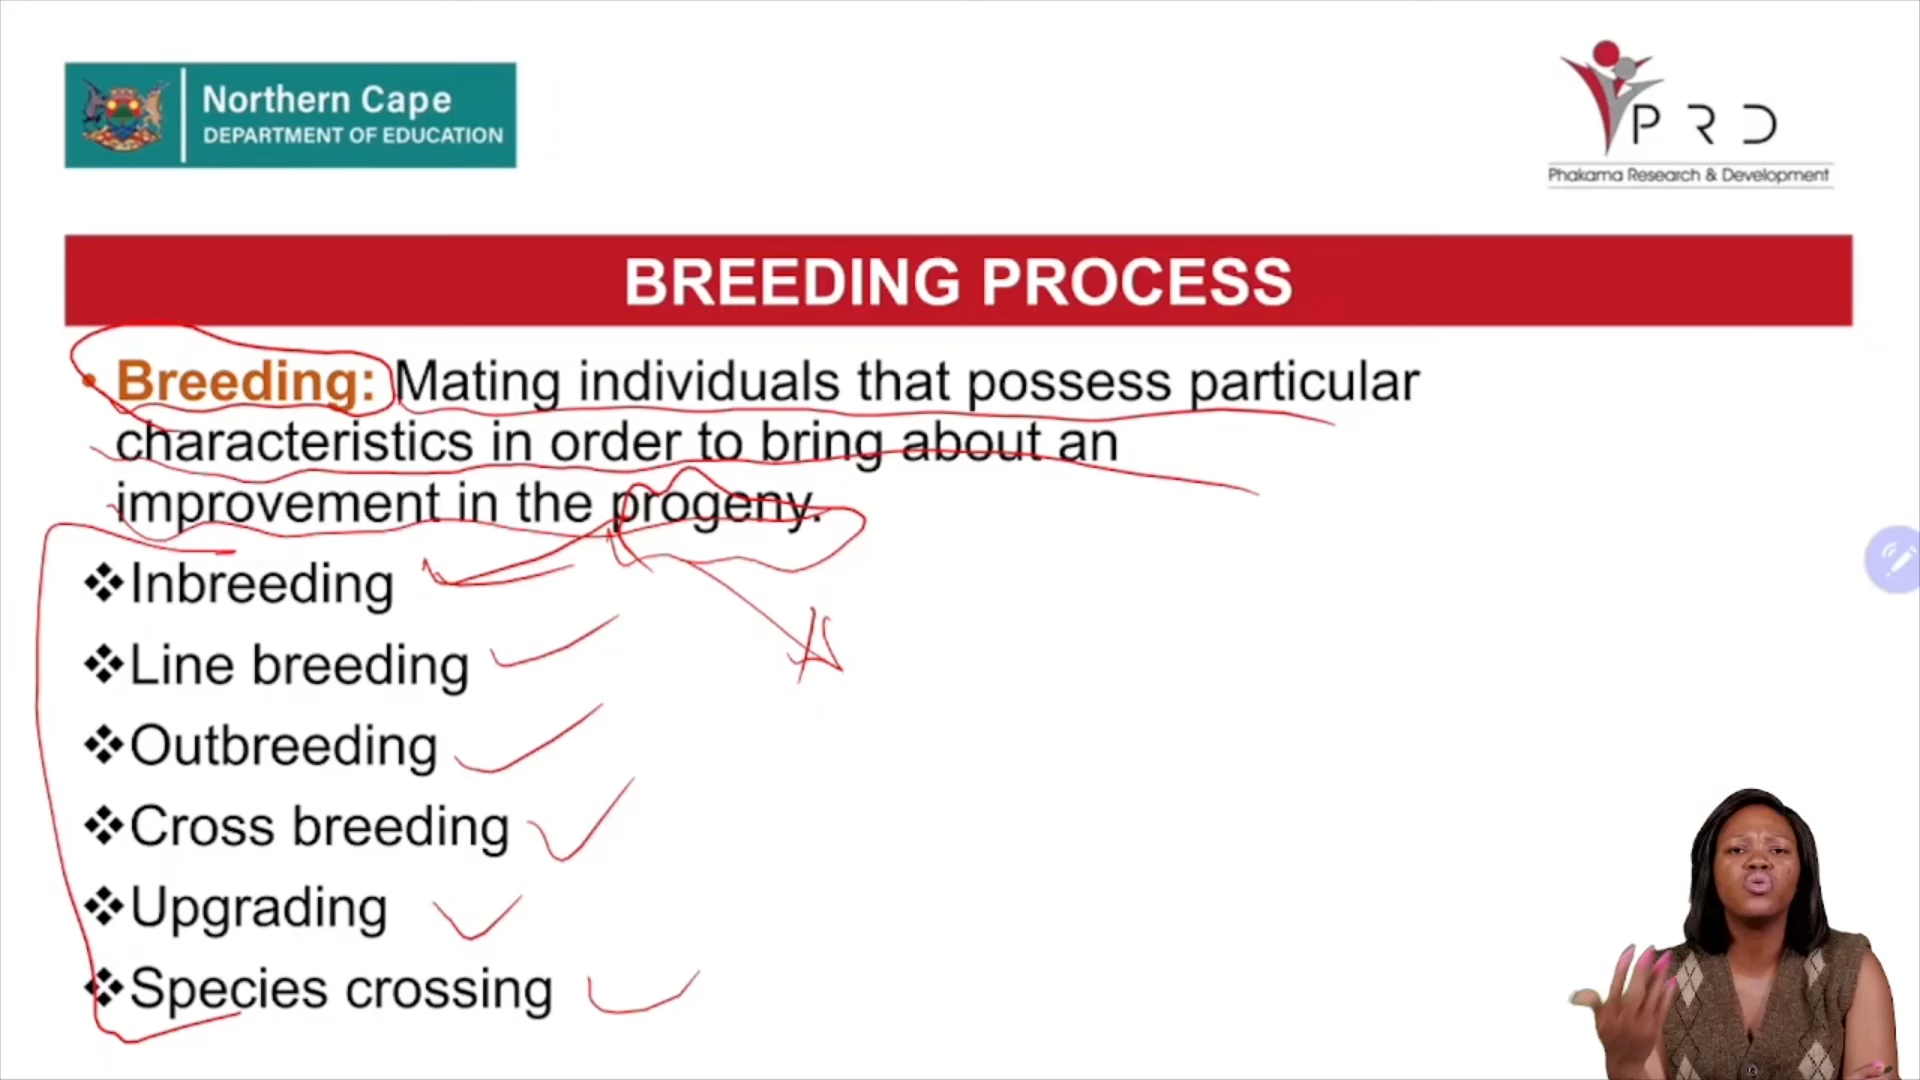 Northern Cape
DEPARTMENT OF EDUCATION
P R D
Phakama Research & Development
BREEDING PROCESS
• Breeding: Mating individuals that possess particular
characteristics in order to bring about an
improvement in the progeny.
❖Inbreeding
❖Line breeding
❖Outbreeding
❖Cross breeding
❖Upgrading
❖Species crossing